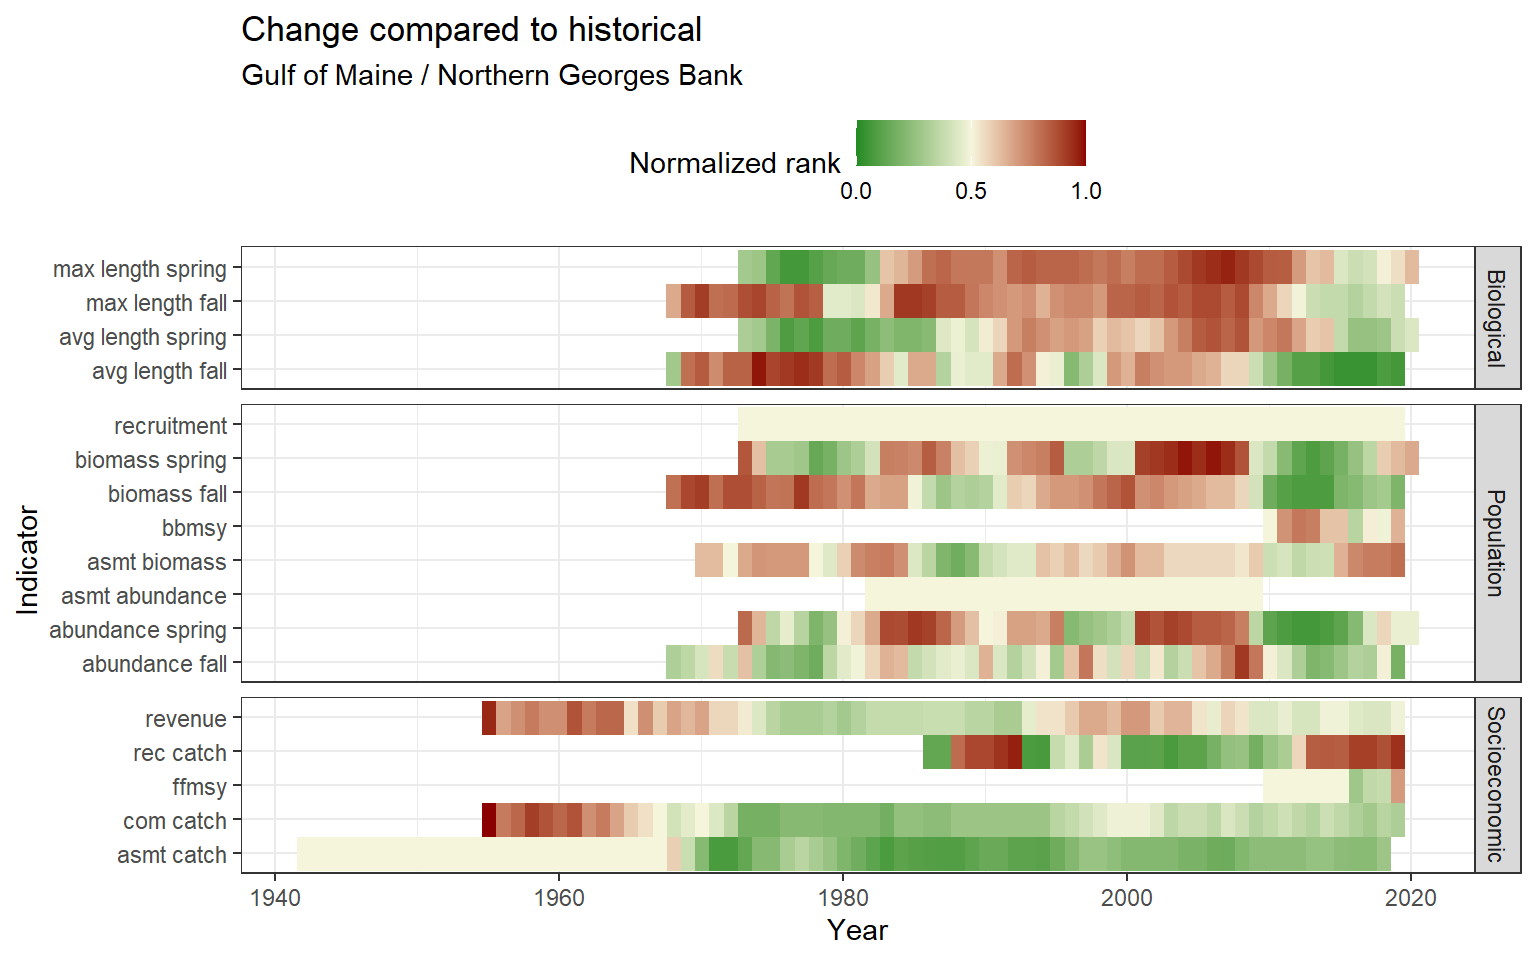 Change compared to historical
Gulf of Maine / Northern Georges Bank
Normalized rank
0.0 0.5 1.0
Indicator
max length spring
max length fall
avg length spring
avg length fall
Biological
recruitment
biomass spring
biomass fall
bbmsy
asmt biomass
asmt abundance
abundance spring
abundance fall
Population
revenue
rec catch
ffmsy
com catch
asmt catch
Socioeconomic
1940 1960 1980 2000 2020
Year